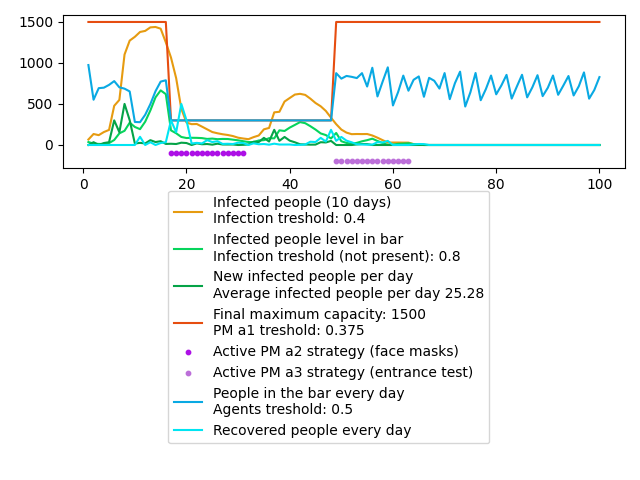 1500
1000
500
0
0 20 40 60 80 100
Infected people (10 days)
Infection treshold: 0.4
Infected people level in bar
Infection treshold (not present): 0.8
New infected people per day
Average infected people per day 25.28
Final maximum capacity: 1500
PM a1 treshold: 0.375
Active PM a2 strategy (face masks)
Active PM a3 strategy (entrance test)
People in the bar every day
Agents treshold: 0.5
Recovered people every day